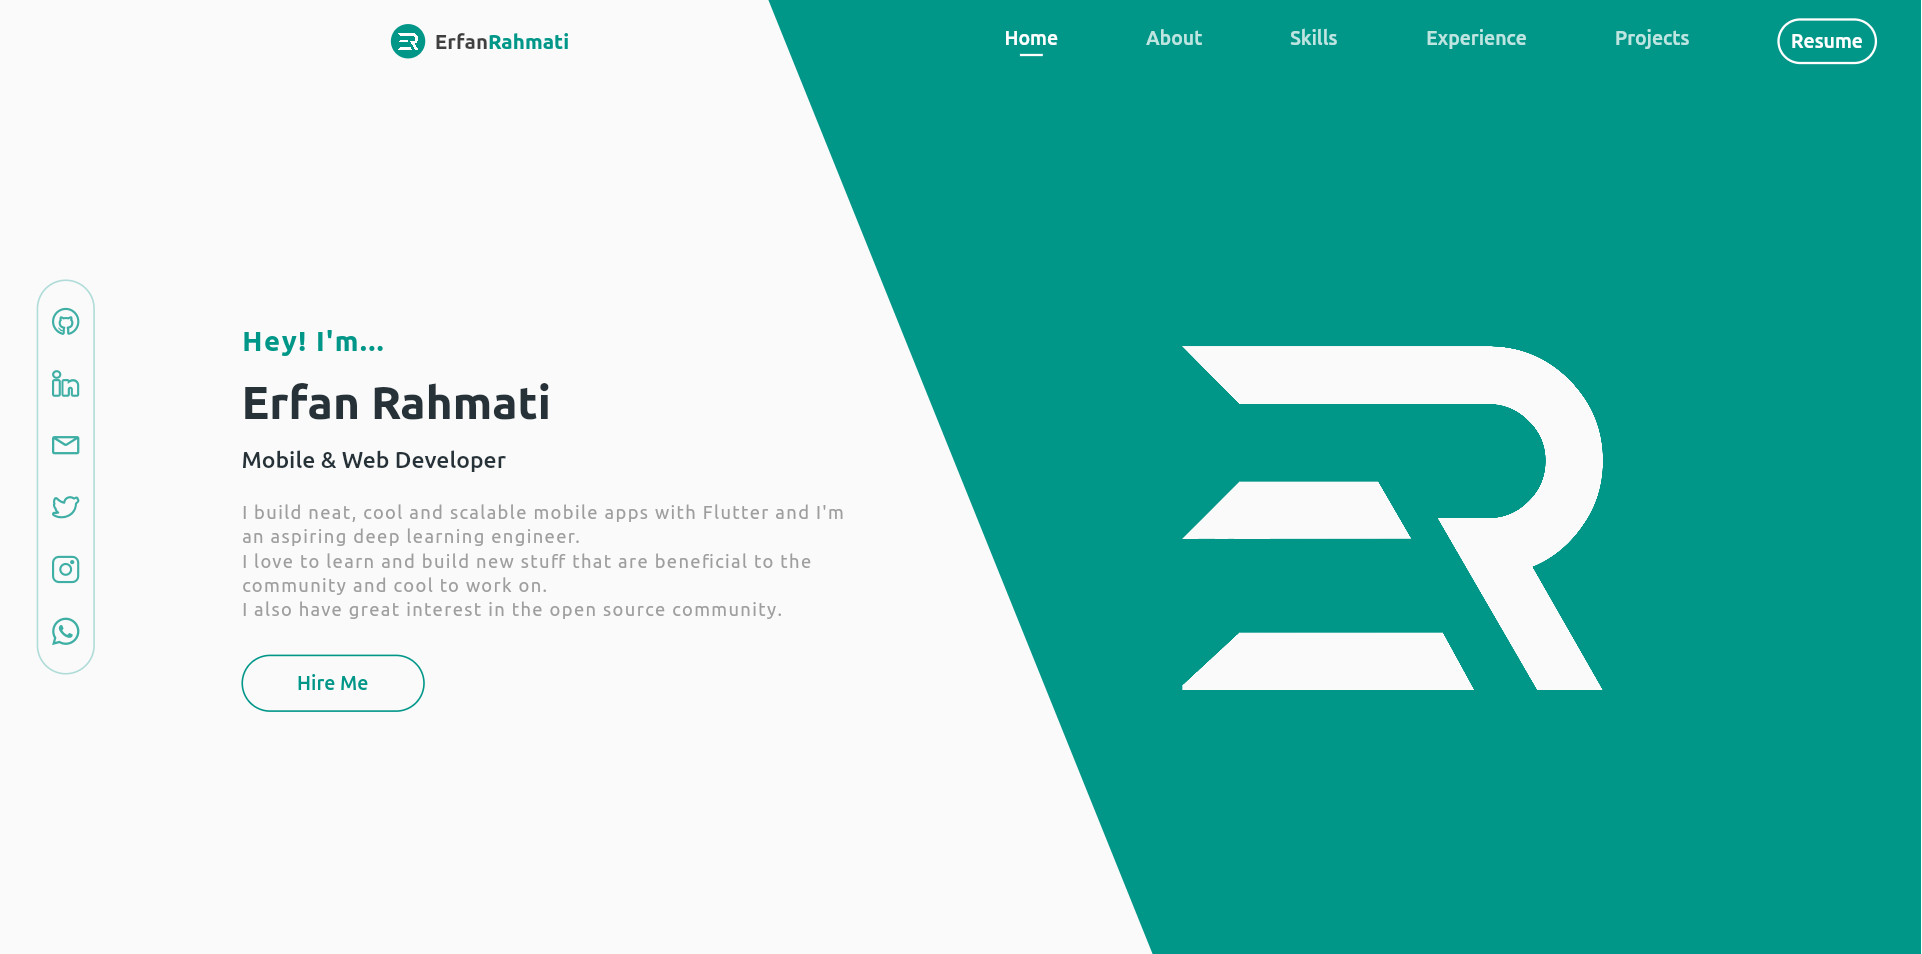 ErfanRahmati
Home
About
Skills
Experience
Projects
Resume
Hey! I'm...
Erfan Rahmati
Mobile & Web Developer
I build neat, cool and scalable mobile apps with Flutter and I'm
an aspiring deep learning engineer.
I love to learn and build new stuff that are beneficial to the
community and cool to work on.
I also have great interest in the open source community.
Hire Me
ER